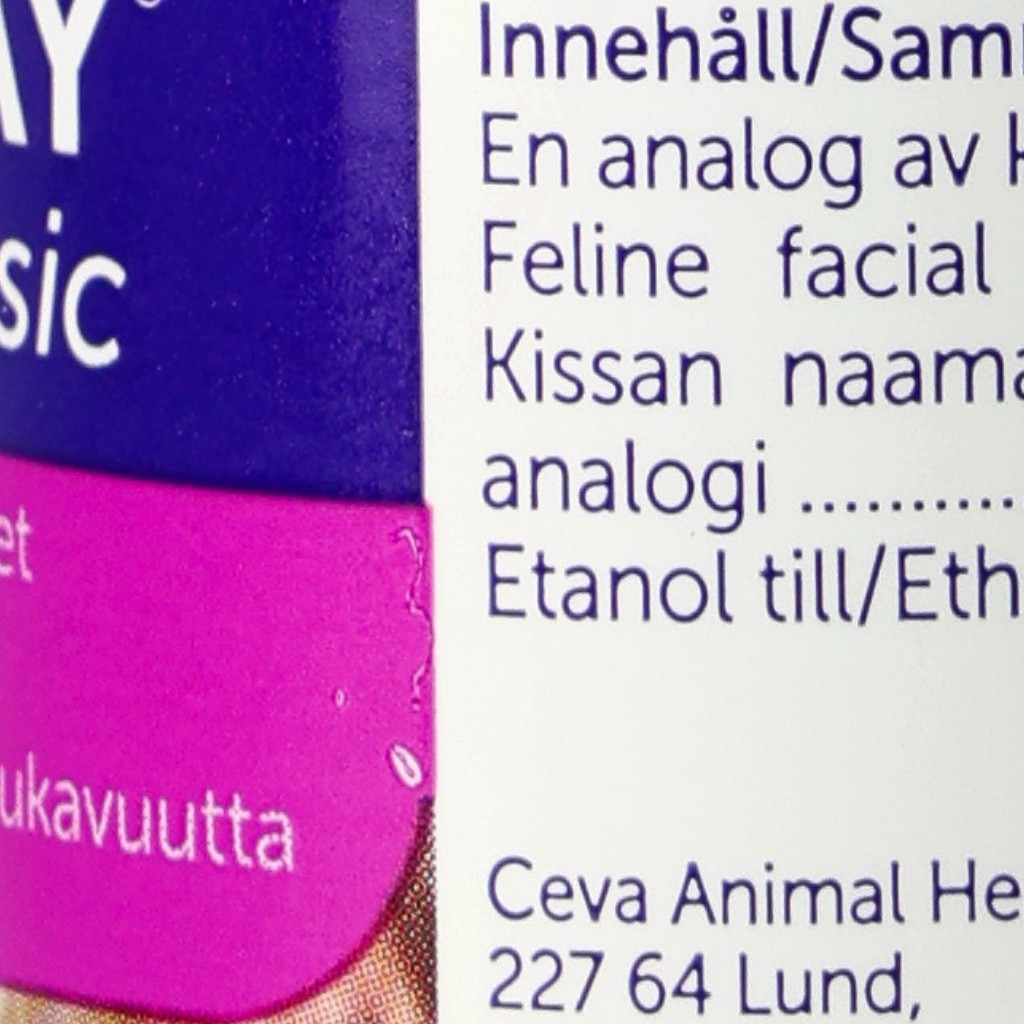 AY
sic
et
ukavuutta
Innehåll/Sam
En analog av
Feline facial
Kissan naama
analogi ..........
Etanol till/Eth
Ceva Animal He
227 64 Lund,